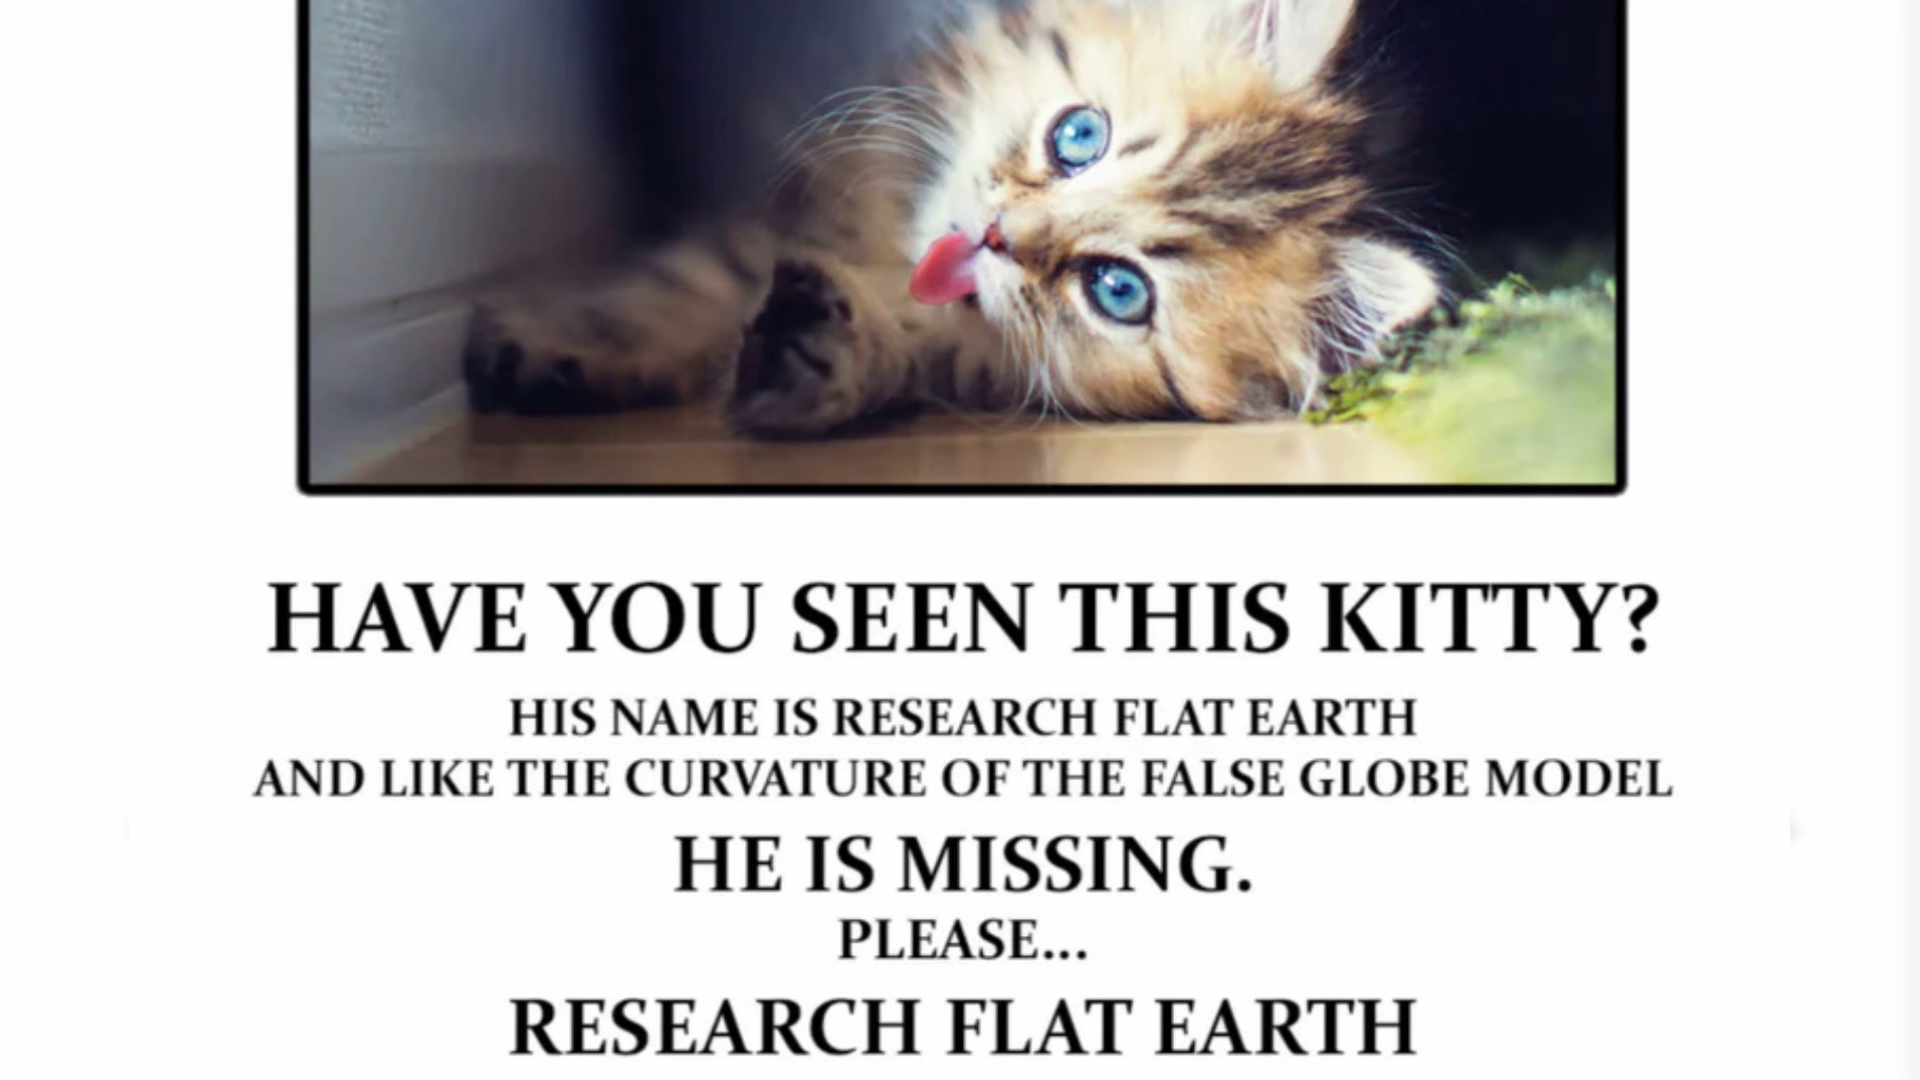 HAVE YOU SEEN THIS KITTY?
HIS NAME IS RESEARCH FLAT EARTH
AND LIKE THE CURVATURE OF THE FALSE GLOBE MODEL
HE IS MISSING.
PLEASE...
RESEARCH FLAT EARTH